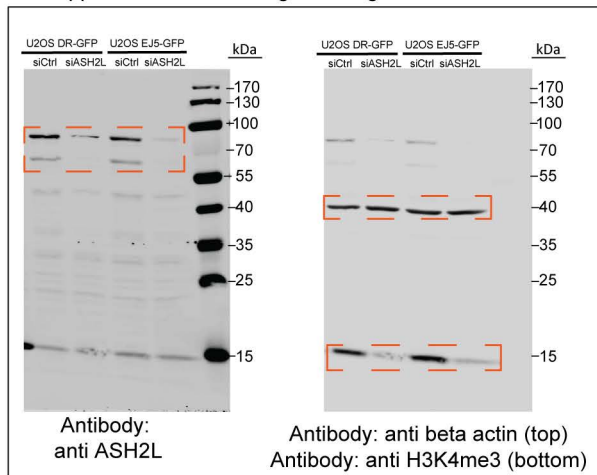 U2OS DR-GFP U2OS EJ5-GFP
siCtrl siASH2L siCtrl siASH2L
kDa
-170
-130
-100
-70
-55
-40
-35
-25
-15
Antibody:
anti ASH2L
U2OS DR-GFP U2OS EJ5-GFP
siCtrl siASH2L siCtrl siASH2L
kDa
-170
-130
-100
-70
-55
-40
-35
-25
-15
Antibody: anti beta actin (top)
Antibody: anti H3K4me3 (bottom)